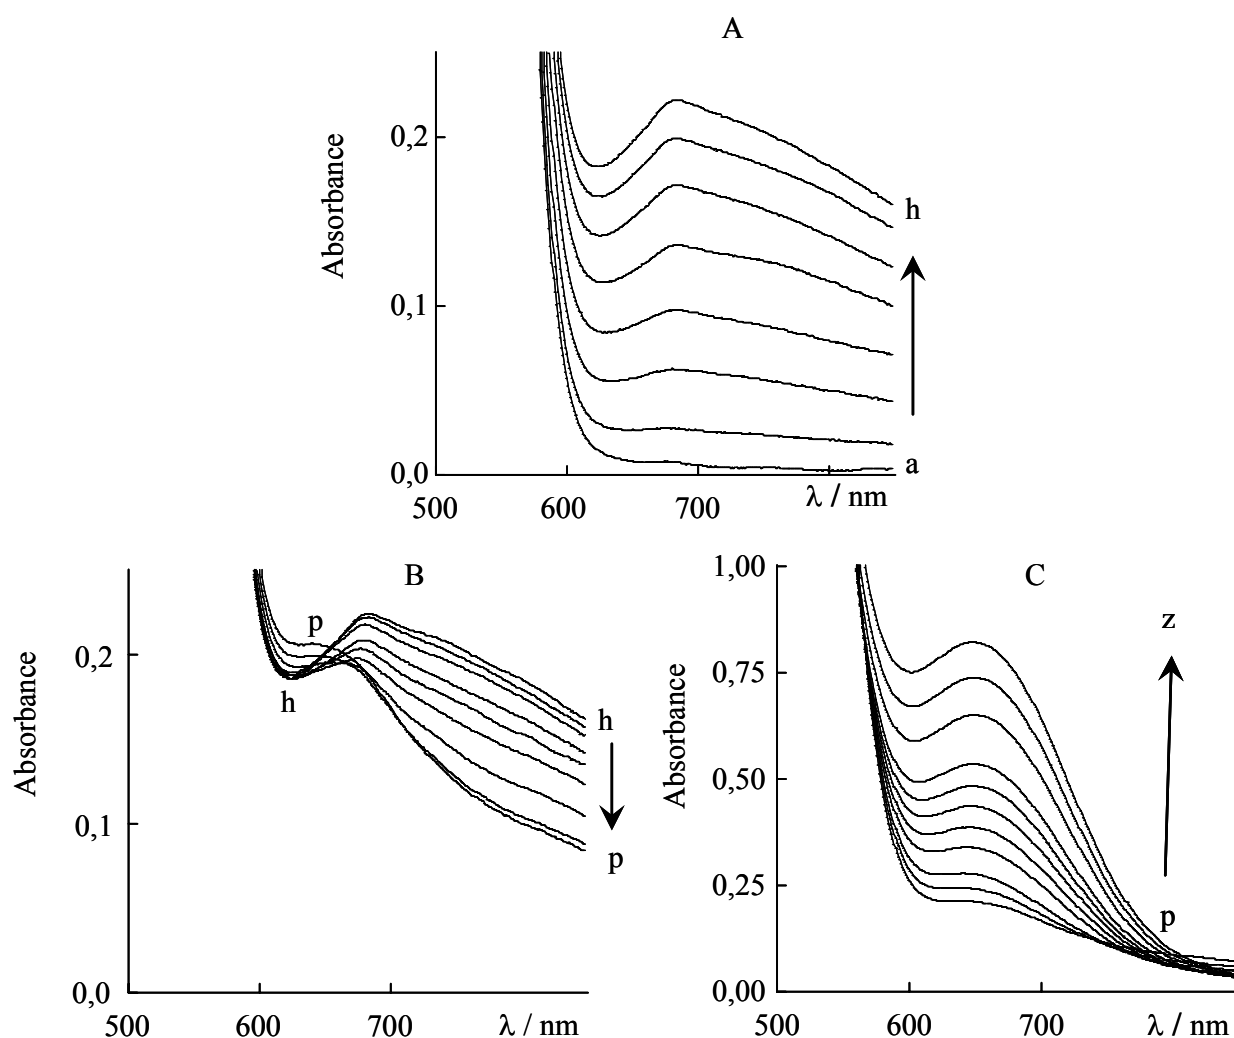 A
Absorbance
0,2
0,1
0,0
h
a
500
600
700
λ / nm
B
Absorbance
0,2
0,1
0,0
p
h
h
p
500
600
700
λ / nm
C
Absorbance
1,00
0,75
0,50
0,25
0,00
z
p
500
600
700
λ / nm